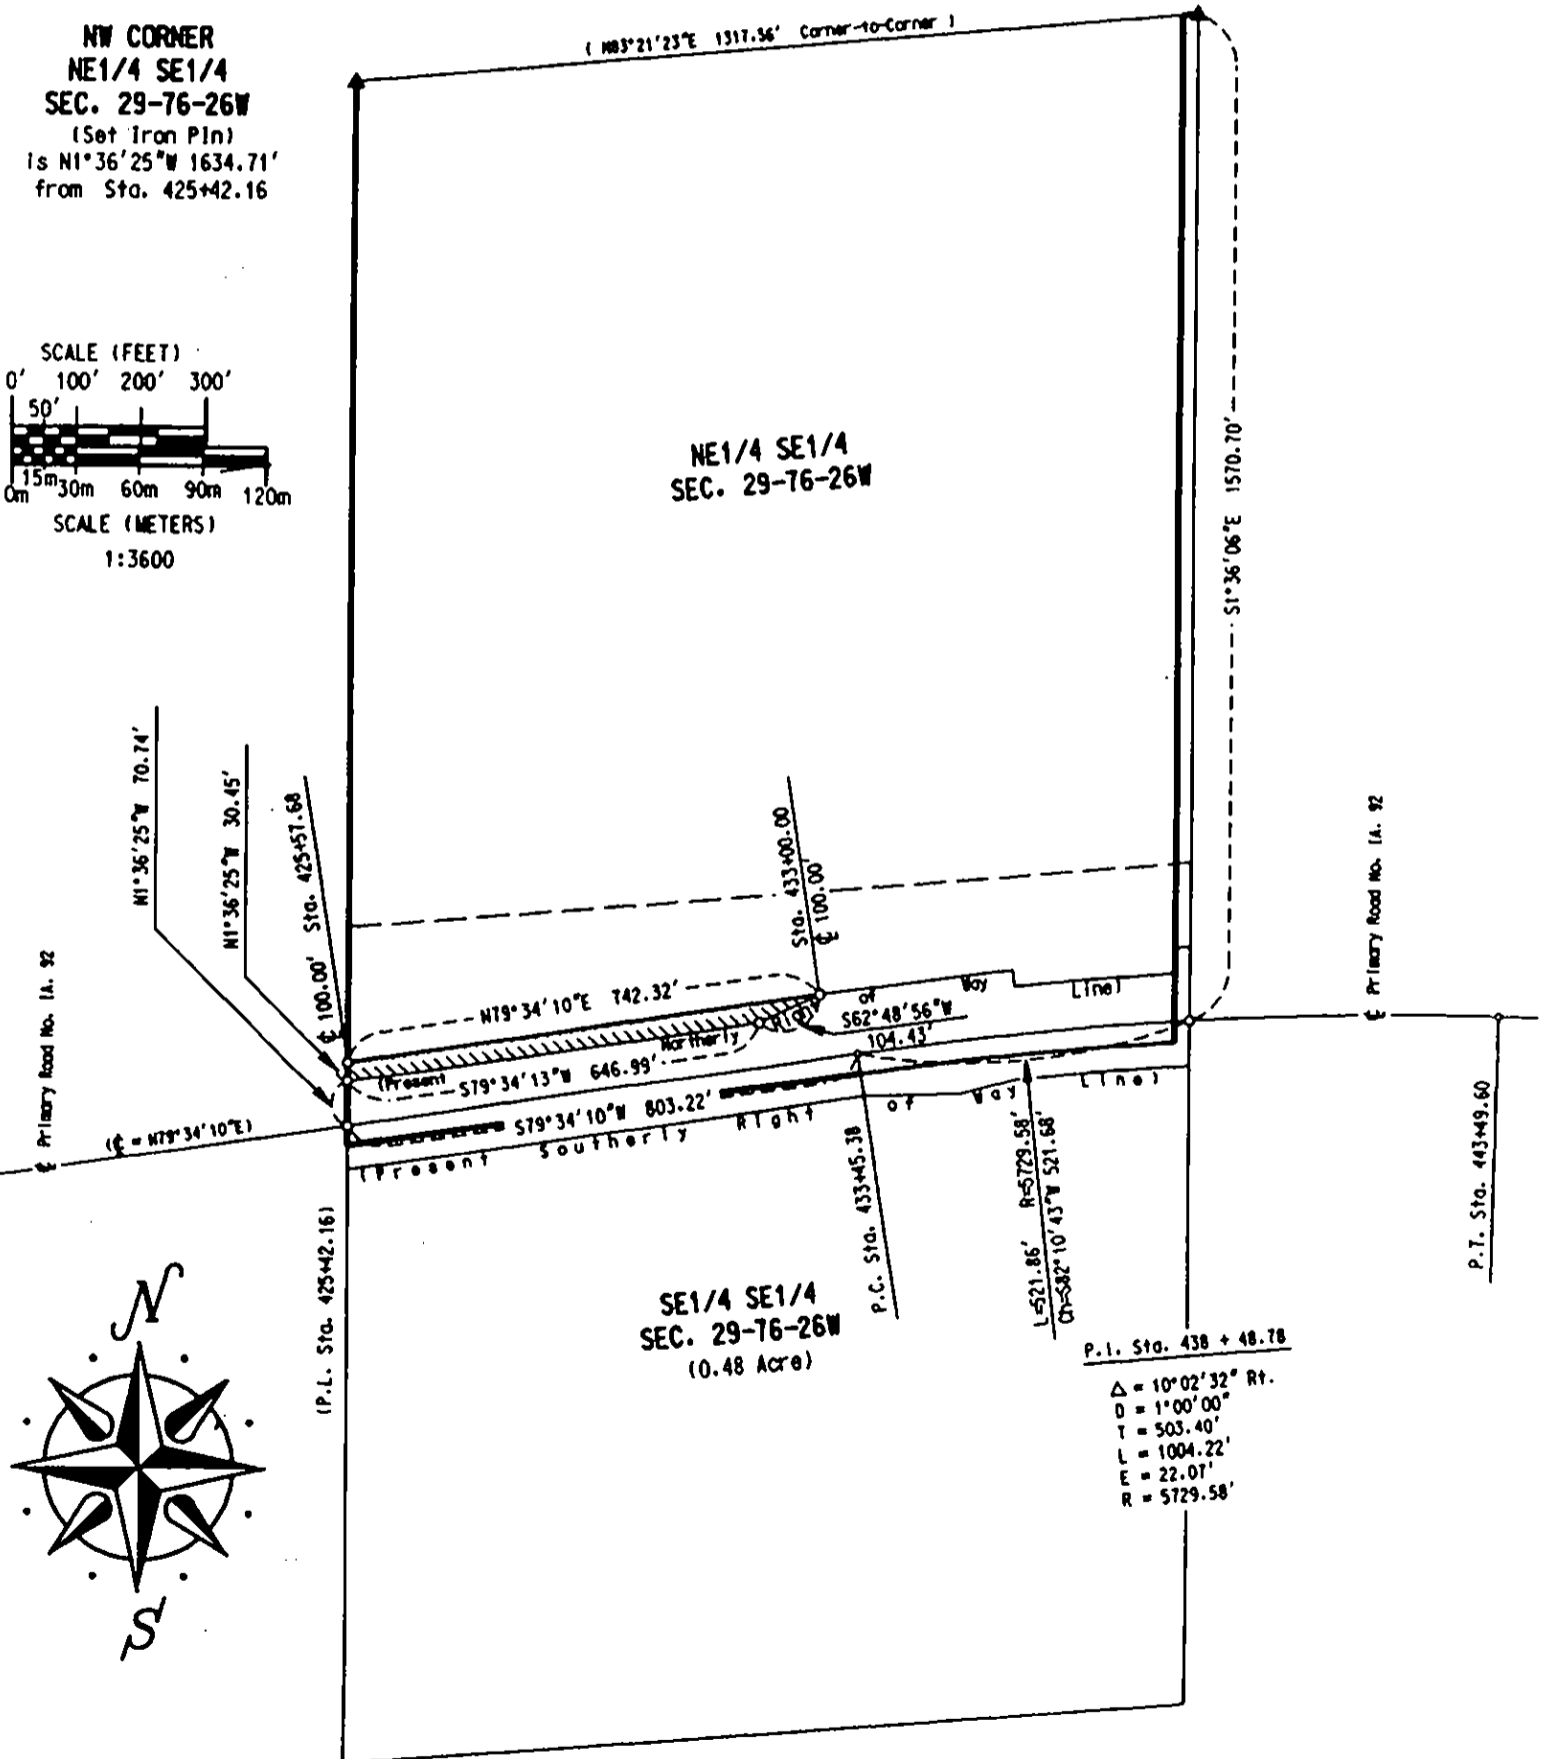 NW CORNER
NE1/4 SE1/4
SEC. 29-76-26W
(Set Iron Pin)
is N1°36'25"W 1634.71'
from Sta. 425+42.16
( N83°21'23"E 1317.56' Corner-to-Corner )
SCALE (FEET)
0' 100' 200' 300'
50'
15m
0m 30m 60m 90m 120m
SCALE (METERS)
1:3600
NE1/4 SE1/4
SEC. 29-76-26W
S1°36'06"E 1570.70'
N1°36'25"W 70.74'
N1°36'25"W 30.45'
℄ 100.00' Sta. 425+57.68
Sta. 433+00.00
℄ 100.00
℄ Primary Road No. IA. 92
℄ Primary Road No. IA. 92
N79°34'10"E 742.32'
(Present Northerly Right of Way Line)
S62°48'56"W
104.43'
S79°34'13"W 646.99'
S79°34'10"W 803.22'
(℄ = N79°34'10"E)
(Present Southerly Right of Way Line)
(P.L. Sta. 425+42.16)
P.C. Sta. 433+45.38
L=521.86' R=5729.58'
Ch=S82°10'43"W 521.68'
P.T. Sta. 443+49.60
SE1/4 SE1/4
SEC. 29-76-26W
(0.48 Acre)
P.I. Sta. 438 + 48.78
Δ = 10°02'32" Rt.
D = 1°00'00"
T = 503.40'
L = 1004.22'
E = 22.07'
R = 5729.58'
N
S